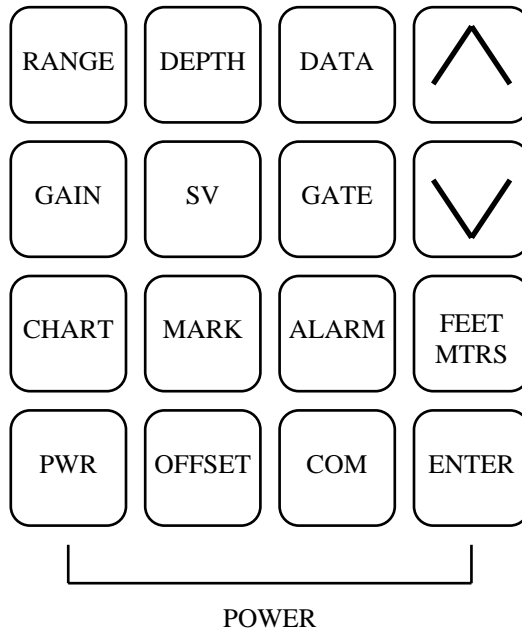 RANGE DEPTH DATA
GAIN SV GATE
CHART MARK ALARM FEET
MTRS
PWR OFFSET COM ENTER
POWER